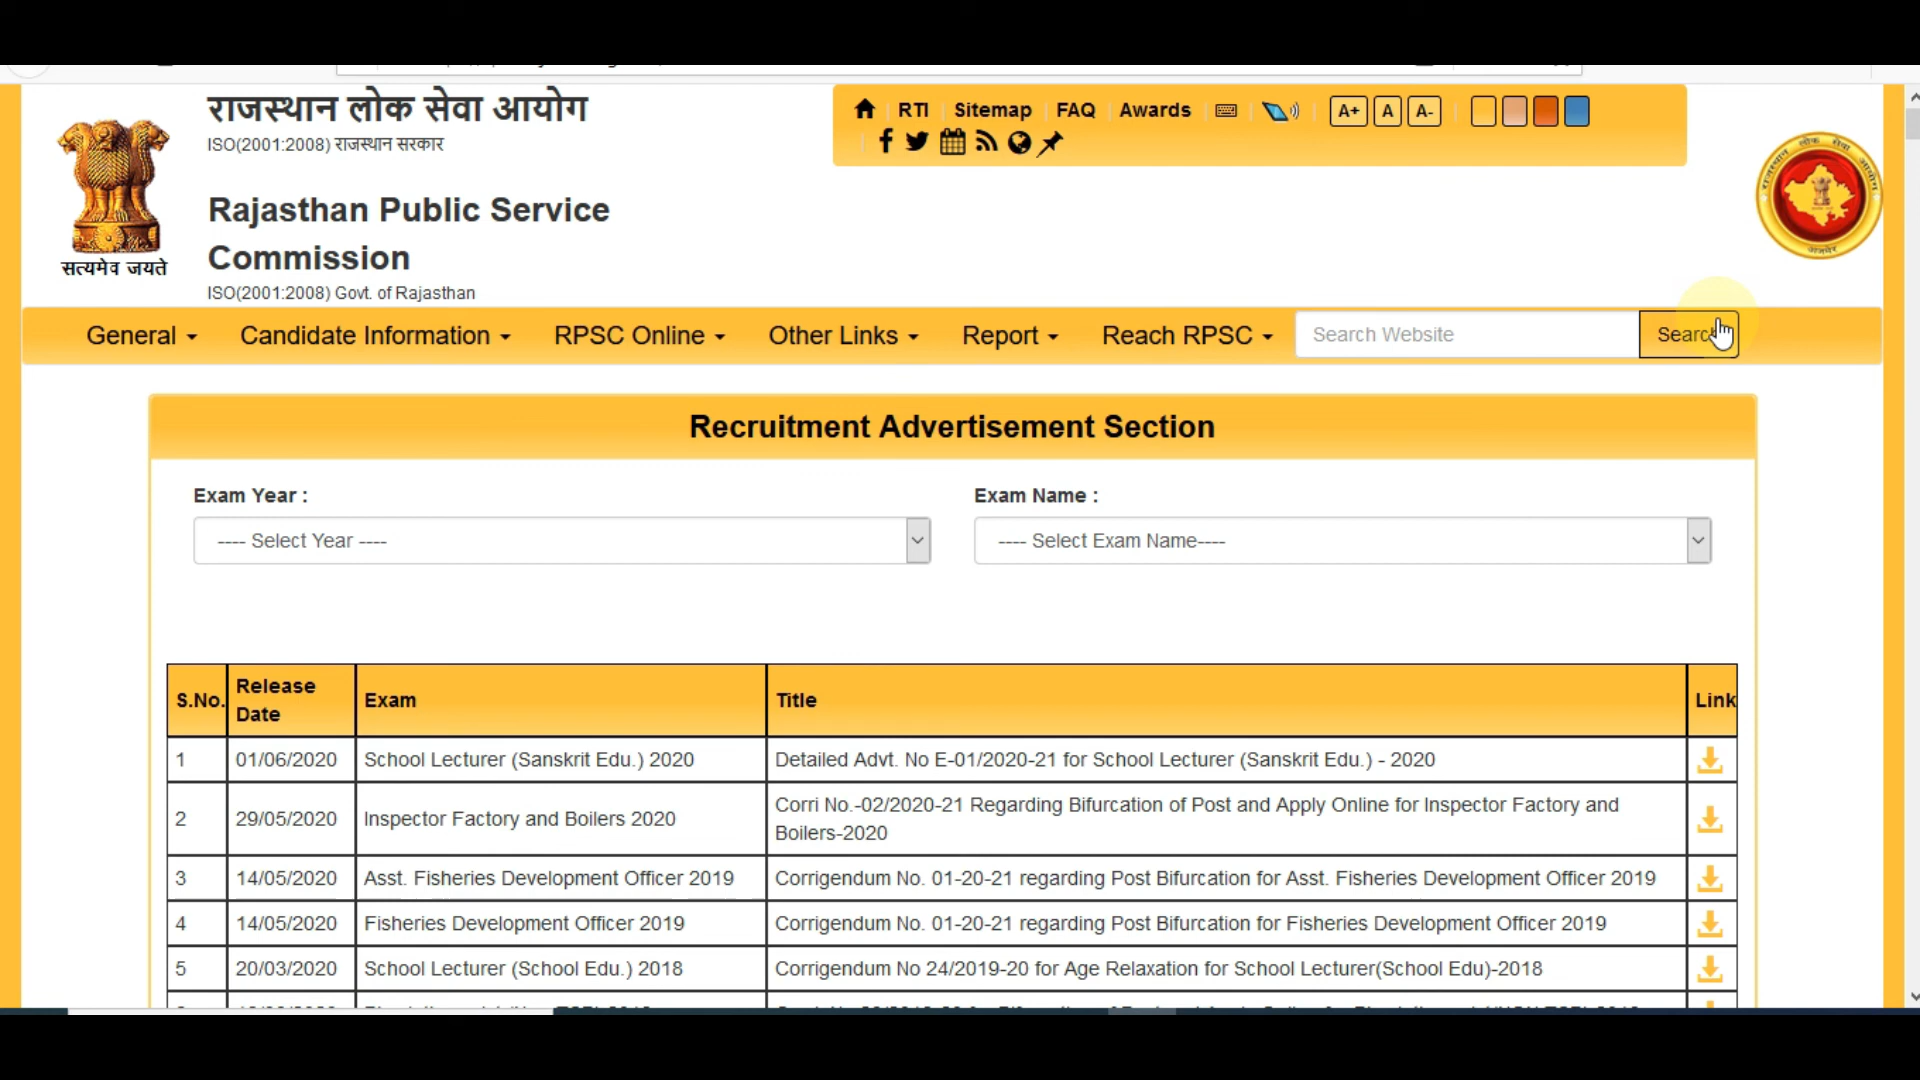 राजस्थान लोक सेवा आयोग
ISO(2001:2008) राजस्थान सरकार
Rajasthan Public Service
Commission
ISO(2001:2008) Govt. of Rajasthan
सत्यमेव जयते
RTI Sitemap FAQ Awards A+ A A-
General Candidate Information RPSC Online Other Links Report Reach RPSC Search Website
Recruitment Advertisement Section
Exam Year : Exam Name :
---- Select Year ---- ---- Select Exam Name----
S.No. Release Date Exam Title Link
1 01/06/2020 School Lecturer (Sanskrit Edu.) 2020 Detailed Advt. No E-01/2020-21 for School Lecturer (Sanskrit Edu.) - 2020
2 29/05/2020 Inspector Factory and Boilers 2020 Corri No.-02/2020-21 Regarding Bifurcation of Post and Apply Online for Inspector Factory and
Boilers-2020
3 14/05/2020 Asst. Fisheries Development Officer 2019 Corrigendum No. 01-20-21 regarding Post Bifurcation for Asst. Fisheries Development Officer 2019
4 14/05/2020 Fisheries Development Officer 2019 Corrigendum No. 01-20-21 regarding Post Bifurcation for Fisheries Development Officer 2019
5 20/03/2020 School Lecturer (School Edu.) 2018 Corrigendum No 24/2019-20 for Age Relaxation for School Lecturer(School Edu)-2018